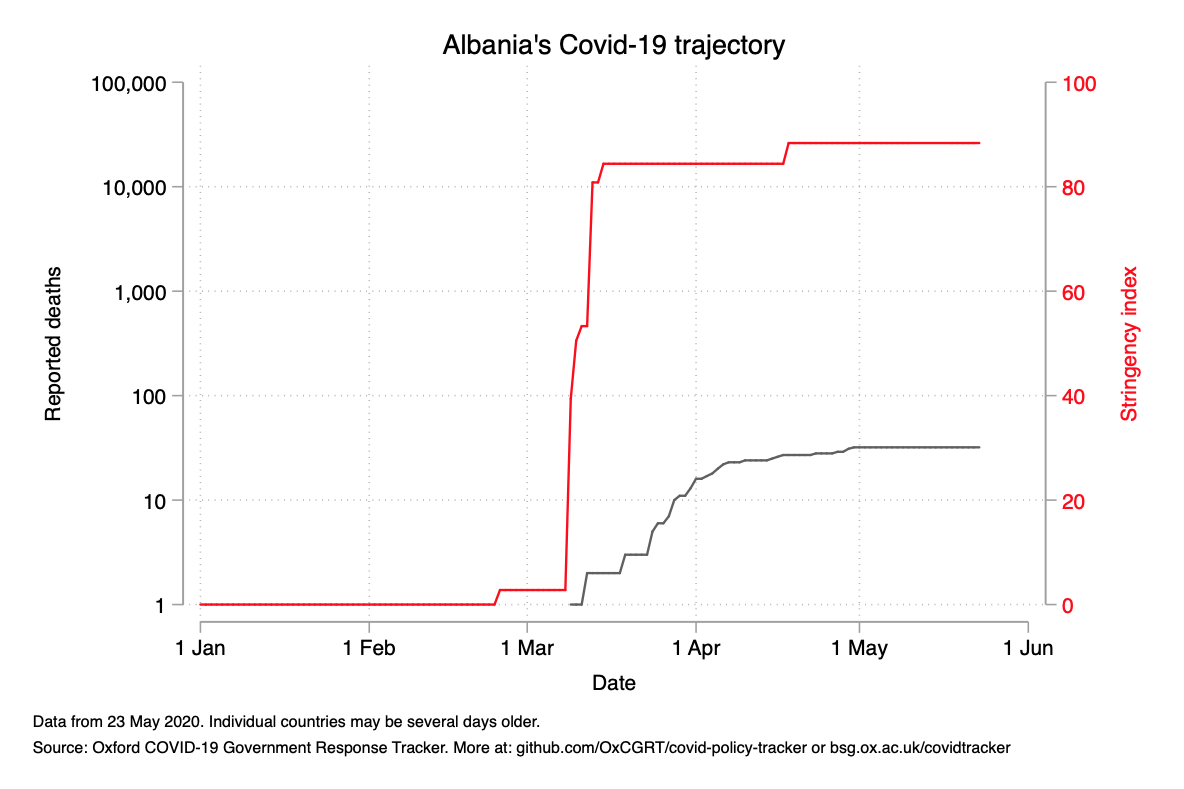 Albania's Covid-19 trajectory
100,000
10,000
1,000
100
10
1
Reported deaths
100
80
60
40
20
0
Stringency index
1 Jan
1 Feb
1 Mar
1 Apr
1 May
1 Jun
Date
Data from 23 May 2020. Individual countries may be several days older.
Source: Oxford COVID-19 Government Response Tracker. More at: github.com/OxCGRT/covid-policy-tracker or bsg.ox.ac.uk/covidtracker